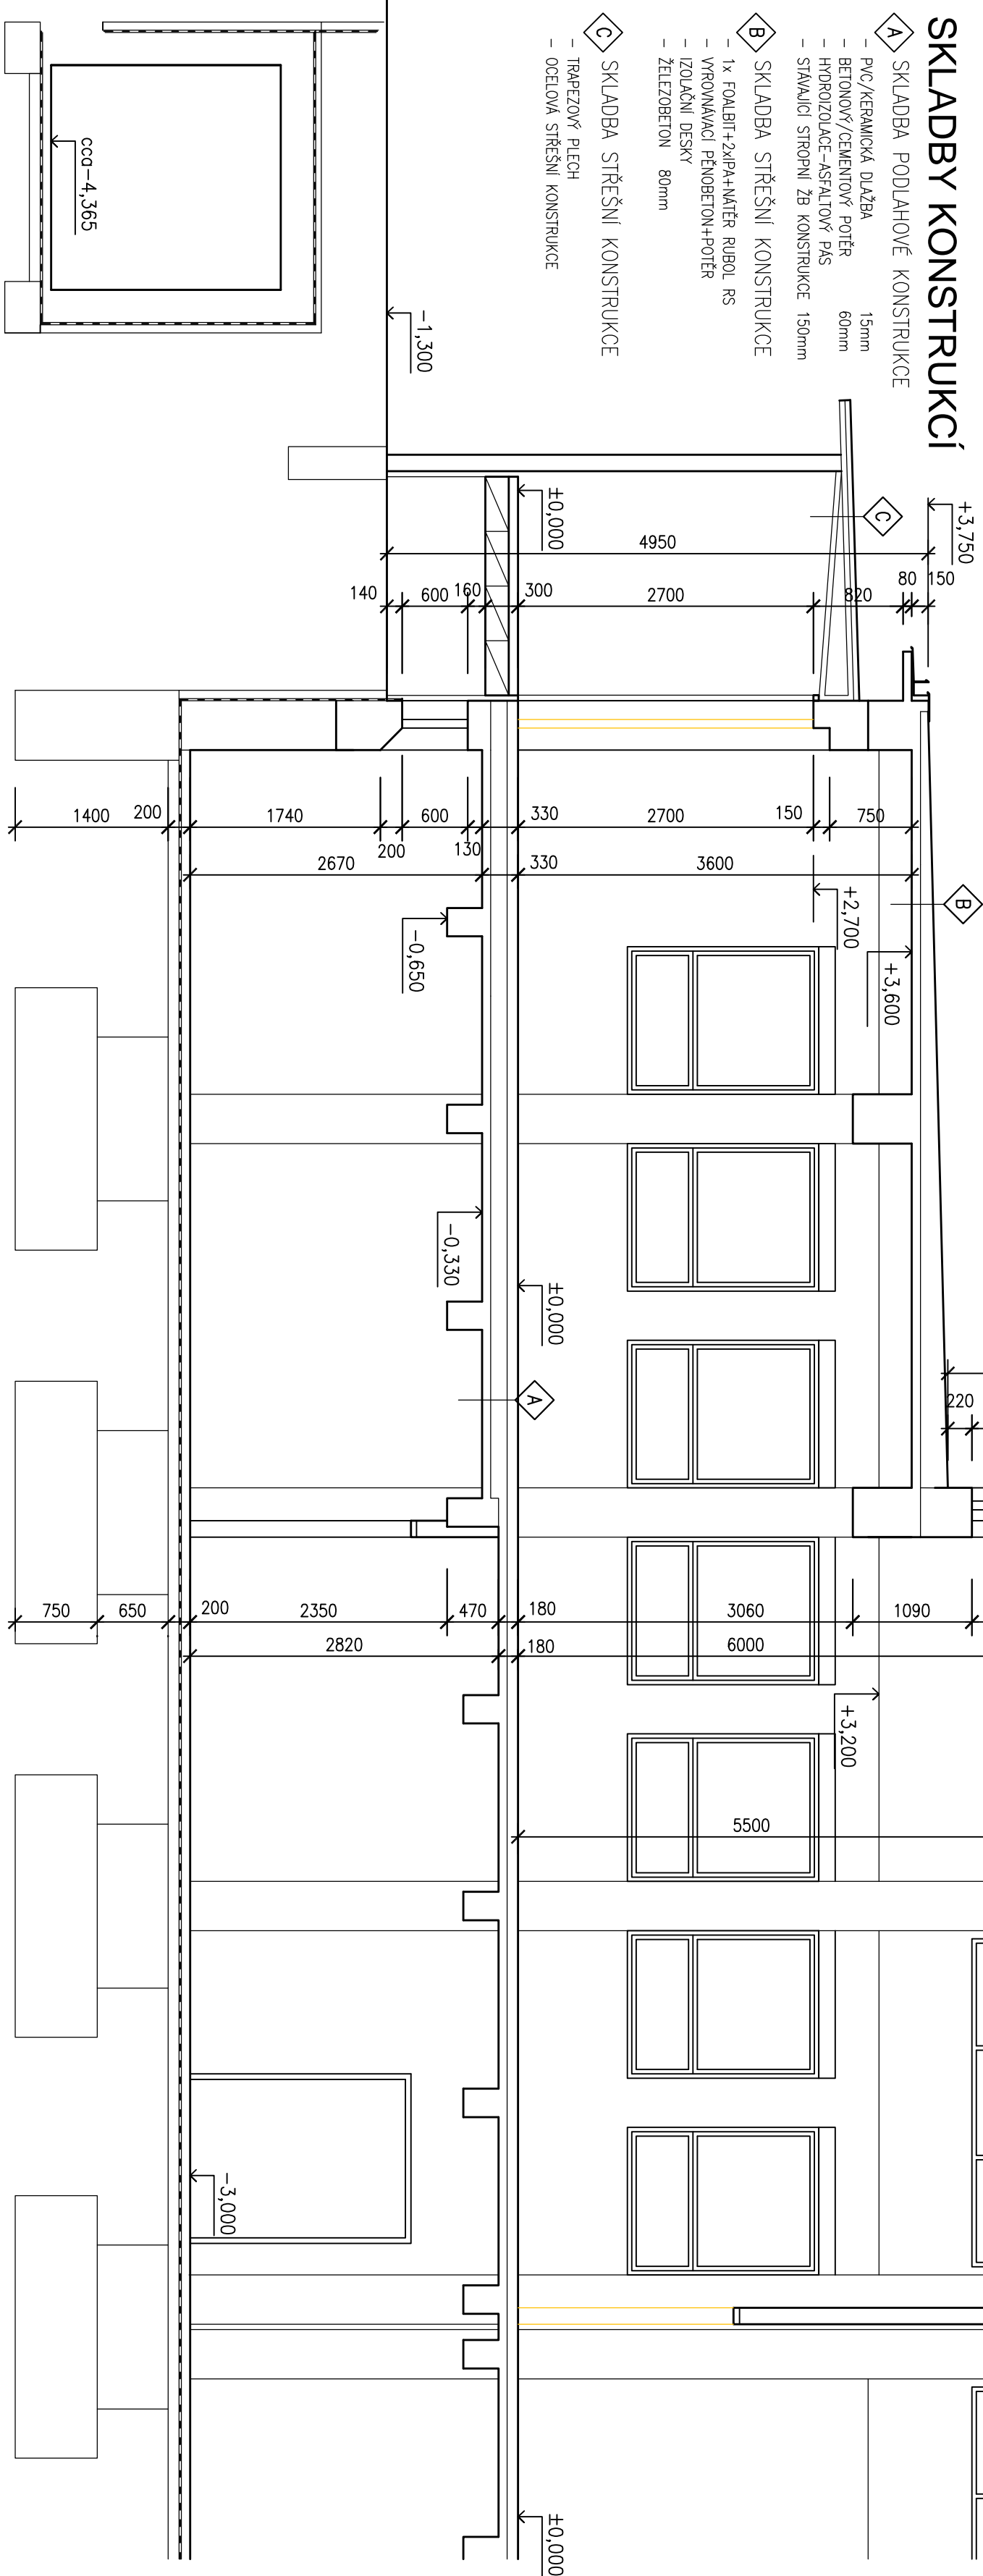 SKLADBY KONSTRUKCÍ
A SKLADBA PODLAHOVÉ KONSTRUKCE
- PVC/KERAMICKÁ DLAŽBA 15mm
- BETONOVÝ/CEMENTOVÝ POTĚR 60mm
- HYDROIZOLACE-ASFALTOVÝ PÁS
- STÁVAJÍCÍ STROPNÍ ŽB KONSTRUKCE 150mm
B SKLADBA STŘEŠNÍ KONSTRUKCE
- 1x FOALBIT+2xIPA+NÁTĚR RUBOL RS
- VYROVNÁVACÍ PĚNOBETON+POTĚR
- IZOLAČNÍ DESKY
- ŽELEZOBETON 80mm
C SKLADBA STŘEŠNÍ KONSTRUKCE
- TRAPEZOVÝ PLECH
- OCELOVÁ STŘEŠNÍ KONSTRUKCE
cca-4,365
-1,300
+3,750
±0,000
C
4950
140
600
160
300
2700
820
80
150
1400
200
1740
200
600
130
330
2700
150
750
2670
330
3600
B
+2,700
+3,600
-0,650
-0,330
±0,000
A
220
750
650
200
2350
470
180
3060
1090
2820
180
6000
+3,200
5500
-3,000
±0,000